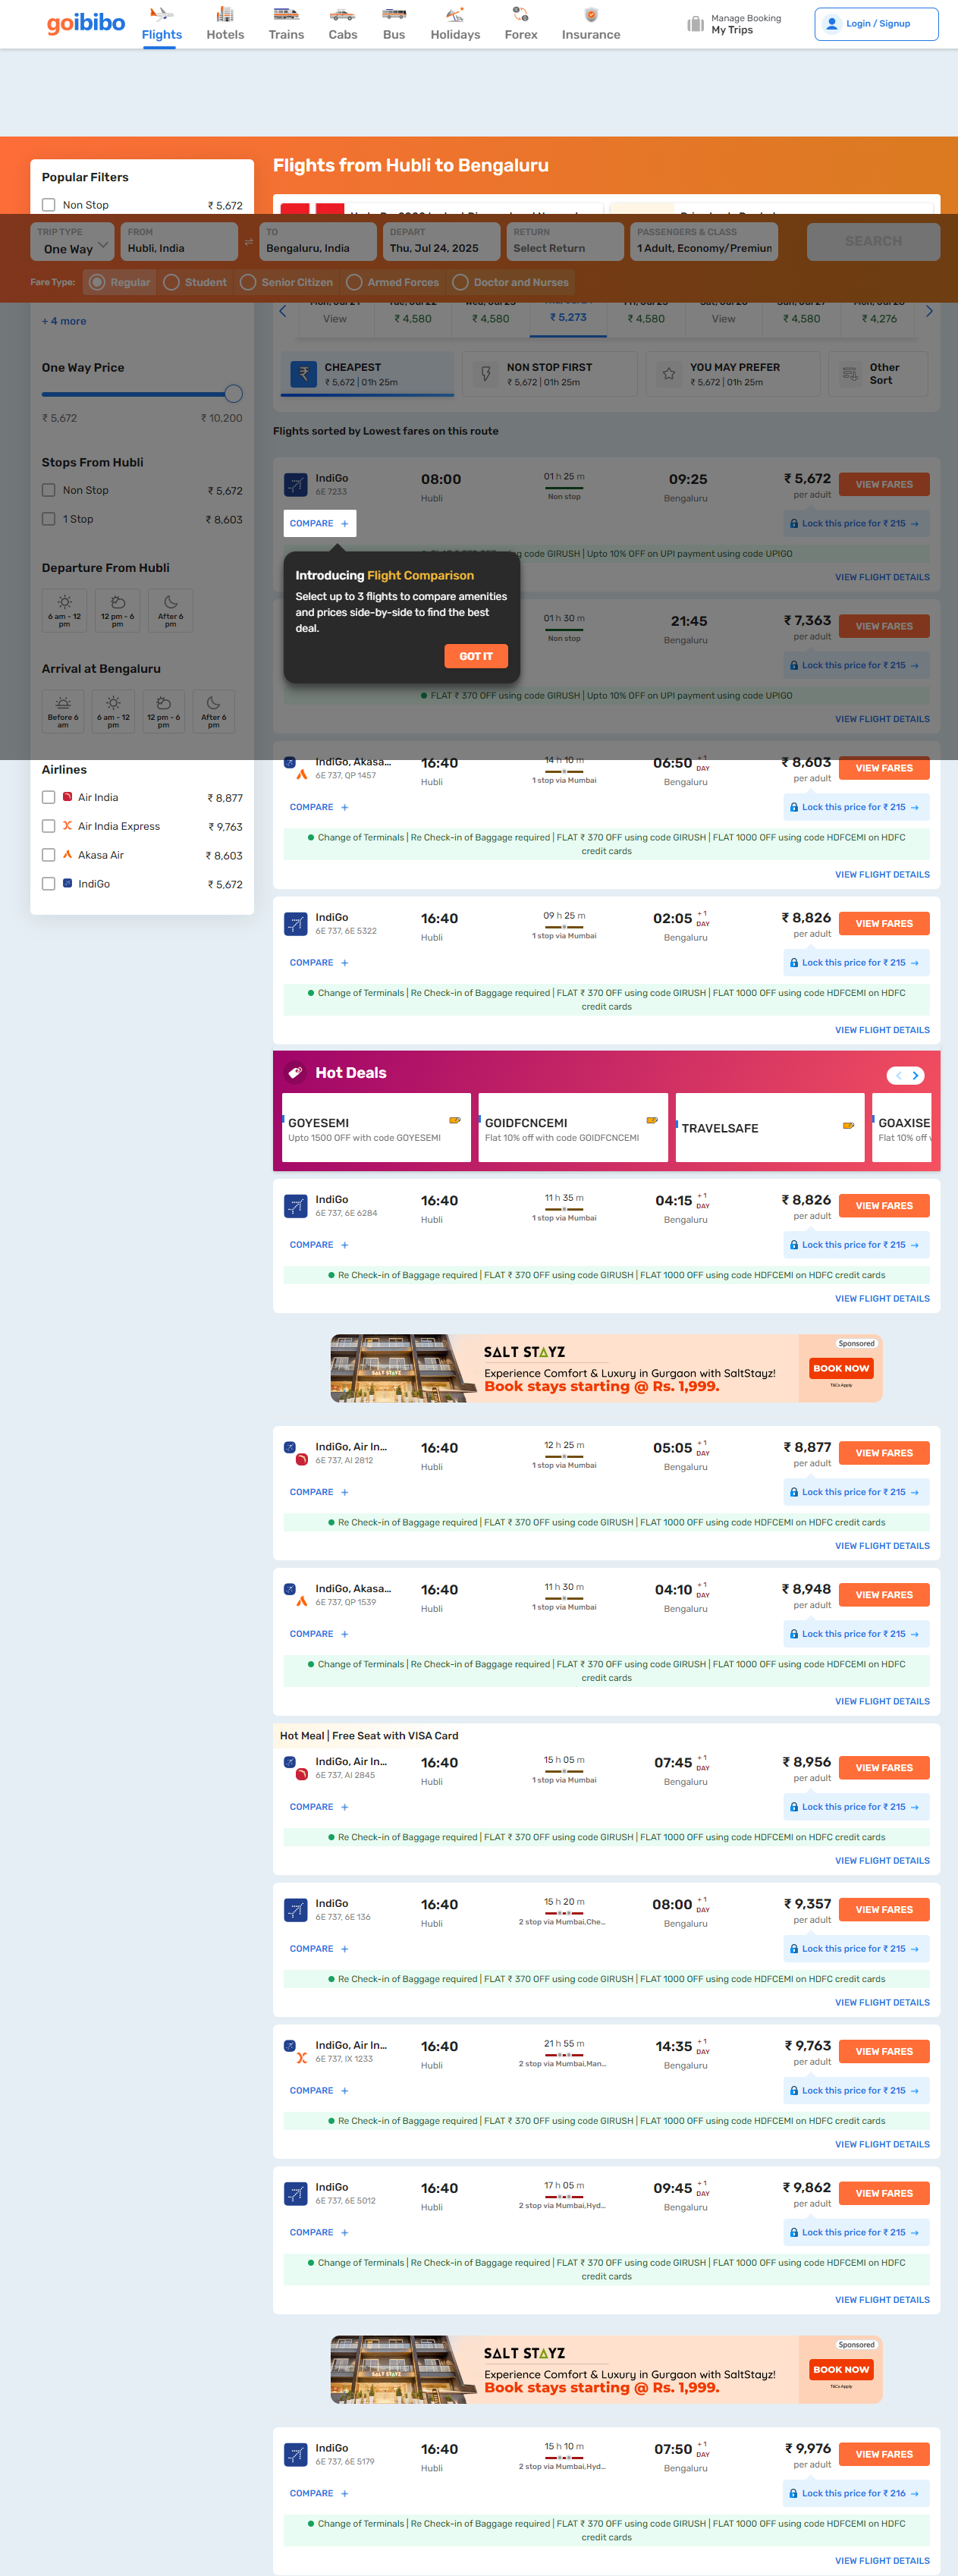 goibibo
Flights
Hotels
Trains
Cabs
Bus
Holidays
Forex
Insurance
Manage Booking
My Trips
Login / Signup
Popular Filters
Non Stop ₹ 5,672
Flights from Hubli to Bengaluru
TRIP TYPE
One Way
FROM
Hubli, India
TO
Bengaluru, India
DEPART
Thu, Jul 24, 2025
RETURN
Select Return
PASSENGERS & CLASS
1 Adult, Economy/Premiun
SEARCH
Fare Type:
Regular
Student
Senior Citizen
Armed Forces
Doctor and Nurses
+ 4 more
One Way Price
₹ 5,672 ₹ 10,200
Stops From Hubli
Non Stop ₹ 5,672
1 Stop ₹ 8,603
Departure From Hubli
6 am - 12 pm
12 pm - 6 pm
After 6 pm
Arrival at Bengaluru
Before 6 am
6 am - 12 pm
12 pm - 6 pm
After 6 pm
Airlines
Air India ₹ 8,877
Air India Express ₹ 9,763
Akasa Air ₹ 8,603
IndiGo ₹ 5,672
View
₹ 4,580
₹ 4,580
₹ 5,273
₹ 4,580
View
₹ 4,580
₹ 4,276
CHEAPEST
₹ 5,672 | 01h 25m
NON STOP FIRST
₹ 5,672 | 01h 25m
YOU MAY PREFER
₹ 5,672 | 01h 25m
Other
Sort
Flights sorted by Lowest fares on this route
IndiGo 08:00 01 h 25 m 09:25 ₹ 5,672 VIEW FARES
6E 7233 Hubli Non stop Bengaluru per adult
COMPARE + Lock this price for ₹ 215 →
ng code GIRUSH | Upto 10% OFF on UPI payment using code UPIGO
VIEW FLIGHT DETAILS
Introducing Flight Comparison
Select up to 3 flights to compare amenities
and prices side-by-side to find the best
deal.
GOT IT
01 h 30 m 21:45 ₹ 7,363 VIEW FARES
Non stop Bengaluru per adult
Lock this price for ₹ 215 →
FLAT ₹ 370 OFF using code GIRUSH | Upto 10% OFF on UPI payment using code UPIGO
VIEW FLIGHT DETAILS
IndiGo, Akasa... 16:40 14 h 10 m 06:50 +1 DAY ₹ 8,603 VIEW FARES
6E 737, QP 1457 Hubli 1 stop via Mumbai Bengaluru per adult
COMPARE + Lock this price for ₹ 215 →
Change of Terminals | Re Check-in of Baggage required | FLAT ₹ 370 OFF using code GIRUSH | FLAT 1000 OFF using code HDFCEMI on HDFC
credit cards
VIEW FLIGHT DETAILS
IndiGo 16:40 09 h 25 m 02:05 +1 DAY ₹ 8,826 VIEW FARES
6E 737, 6E 5322 Hubli 1 stop via Mumbai Bengaluru per adult
COMPARE + Lock this price for ₹ 215 →
Change of Terminals | Re Check-in of Baggage required | FLAT ₹ 370 OFF using code GIRUSH | FLAT 1000 OFF using code HDFCEMI on HDFC
credit cards
VIEW FLIGHT DETAILS
Hot Deals
GOYESEMI
Upto 1500 OFF with code GOYESEMI
GOIDFCNCEMI
Flat 10% off with code GOIDFCNCEMI
TRAVELSAFE
GOAXISE
Flat 10% off
IndiGo 16:40 11 h 35 m 04:15 +1 DAY ₹ 8,826 VIEW FARES
6E 737, 6E 6284 Hubli 1 stop via Mumbai Bengaluru per adult
COMPARE + Lock this price for ₹ 215 →
Re Check-in of Baggage required | FLAT ₹ 370 OFF using code GIRUSH | FLAT 1000 OFF using code HDFCEMI on HDFC credit cards
VIEW FLIGHT DETAILS
SALT STAYZ
SALT STAYZ
Sponsored
Experience Comfort & Luxury in Gurgaon with SaltStayz!
Book stays starting @ Rs. 1,999.
BOOK NOW
T&Cs Apply
IndiGo, Air In... 16:40 12 h 25 m 05:05 +1 DAY ₹ 8,877 VIEW FARES
6E 737, AI 2812 Hubli 1 stop via Mumbai Bengaluru per adult
COMPARE + Lock this price for ₹ 215 →
Re Check-in of Baggage required | FLAT ₹ 370 OFF using code GIRUSH | FLAT 1000 OFF using code HDFCEMI on HDFC credit cards
VIEW FLIGHT DETAILS
IndiGo, Akasa... 16:40 11 h 30 m 04:10 +1 DAY ₹ 8,948 VIEW FARES
6E 737, QP 1539 Hubli 1 stop via Mumbai Bengaluru per adult
COMPARE + Lock this price for ₹ 215 →
Change of Terminals | Re Check-in of Baggage required | FLAT ₹ 370 OFF using code GIRUSH | FLAT 1000 OFF using code HDFCEMI on HDFC
credit cards
VIEW FLIGHT DETAILS
Hot Meal | Free Seat with VISA Card
IndiGo, Air In... 16:40 15 h 05 m 07:45 +1 DAY ₹ 8,956 VIEW FARES
6E 737, AI 2845 Hubli 1 stop via Mumbai Bengaluru per adult
COMPARE + Lock this price for ₹ 215 →
Re Check-in of Baggage required | FLAT ₹ 370 OFF using code GIRUSH | FLAT 1000 OFF using code HDFCEMI on HDFC credit cards
VIEW FLIGHT DETAILS
IndiGo 16:40 15 h 20 m 08:00 +1 DAY ₹ 9,357 VIEW FARES
6E 737, 6E 136 Hubli 2 stop via Mumbai,Che... Bengaluru per adult
COMPARE + Lock this price for ₹ 215 →
Re Check-in of Baggage required | FLAT ₹ 370 OFF using code GIRUSH | FLAT 1000 OFF using code HDFCEMI on HDFC credit cards
VIEW FLIGHT DETAILS
IndiGo, Air In... 16:40 21 h 55 m 14:35 +1 DAY ₹ 9,763 VIEW FARES
6E 737, IX 1233 Hubli 2 stop via Mumbai,Man... Bengaluru per adult
COMPARE + Lock this price for ₹ 215 →
Re Check-in of Baggage required | FLAT ₹ 370 OFF using code GIRUSH | FLAT 1000 OFF using code HDFCEMI on HDFC credit cards
VIEW FLIGHT DETAILS
IndiGo 16:40 17 h 05 m 09:45 +1 DAY ₹ 9,862 VIEW FARES
6E 737, 6E 5012 Hubli 2 stop via Mumbai,Hyd... Bengaluru per adult
COMPARE + Lock this price for ₹ 215 →
Change of Terminals | Re Check-in of Baggage required | FLAT ₹ 370 OFF using code GIRUSH | FLAT 1000 OFF using code HDFCEMI on HDFC
credit cards
VIEW FLIGHT DETAILS
SALT STAYZ
SALT STAYZ
Sponsored
Experience Comfort & Luxury in Gurgaon with SaltStayz!
Book stays starting @ Rs. 1,999.
BOOK NOW
T&Cs Apply
IndiGo 16:40 15 h 10 m 07:50 +1 DAY ₹ 9,976 VIEW FARES
6E 737, 6E 5179 Hubli 2 stop via Mumbai,Hyd... Bengaluru per adult
COMPARE + Lock this price for ₹ 216 →
Change of Terminals | Re Check-in of Baggage required | FLAT ₹ 370 OFF using code GIRUSH | FLAT 1000 OFF using code HDFCEMI on HDFC
credit cards
VIEW FLIGHT DETAILS